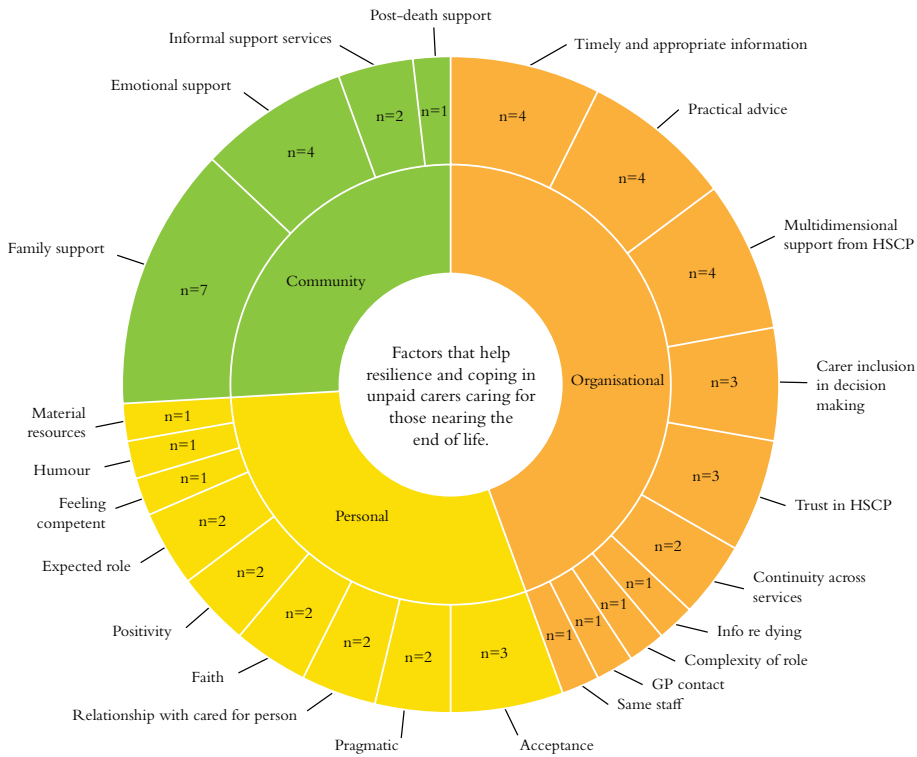 Post-death support
Informal support services
Emotional support
Family support
Timely and appropriate information
Practical advice
Multidimensional
support from HSCP
Carer inclusion
in decision
making
Trust in HSCP
Continuity across
services
Info re dying
Complexity of role
GP contact
Same staff
Acceptance
Pragmatic
Relationship with cared for person
Faith
Positivity
Expected role
Feeling
competent
Humour
Material
resources
n=1
n=2
n=4
n=7
n=4
n=4
n=4
n=3
n=3
n=2
n=1
n=1
n=1
n=1
n=3
n=2
n=2
n=2
n=2
n=2
n=1
n=1
n=1
Community
Organisational
Personal
Factors that help
resilience and coping in
unpaid carers caring for
those nearing the
end of life.